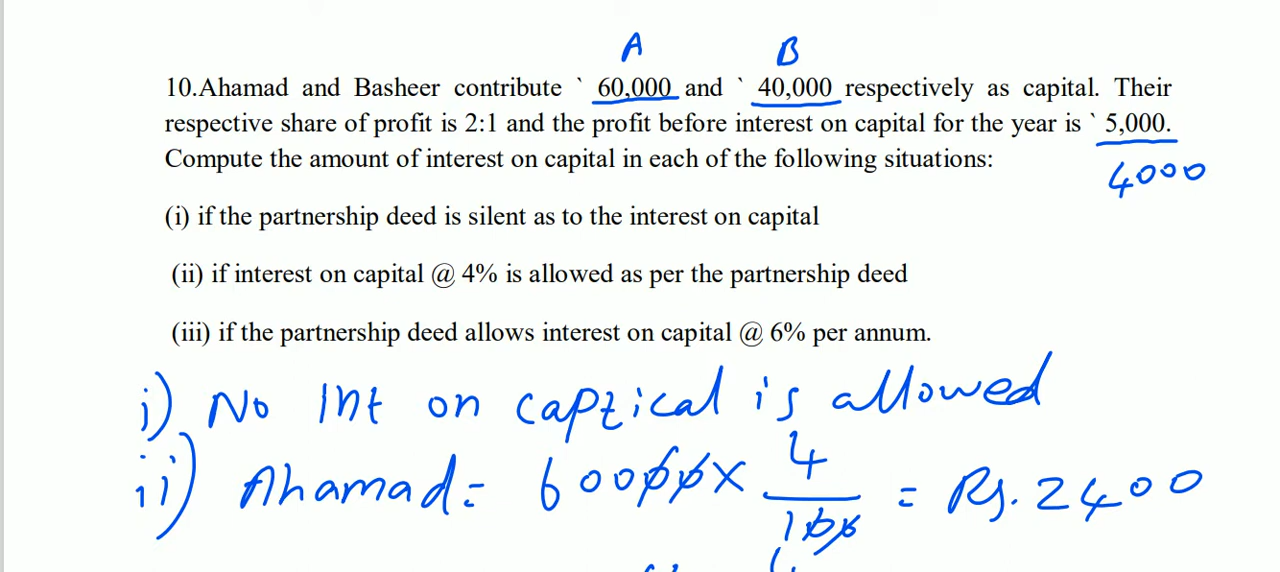 A B
10.Ahamad and Basheer contribute ` 60,000 and ` 40,000 respectively as capital. Their
respective share of profit is 2:1 and the profit before interest on capital for the year is ` 5,000.
Compute the amount of interest on capital in each of the following situations:
4000
(i) if the partnership deed is silent as to the interest on capital
(ii) if interest on capital @ 4% is allowed as per the partnership deed
(iii) if the partnership deed allows interest on capital @ 6% per annum.
i) No Int on captical is allowed
ii) Ahamad = 60000 x 4/100 = Rs. 2400